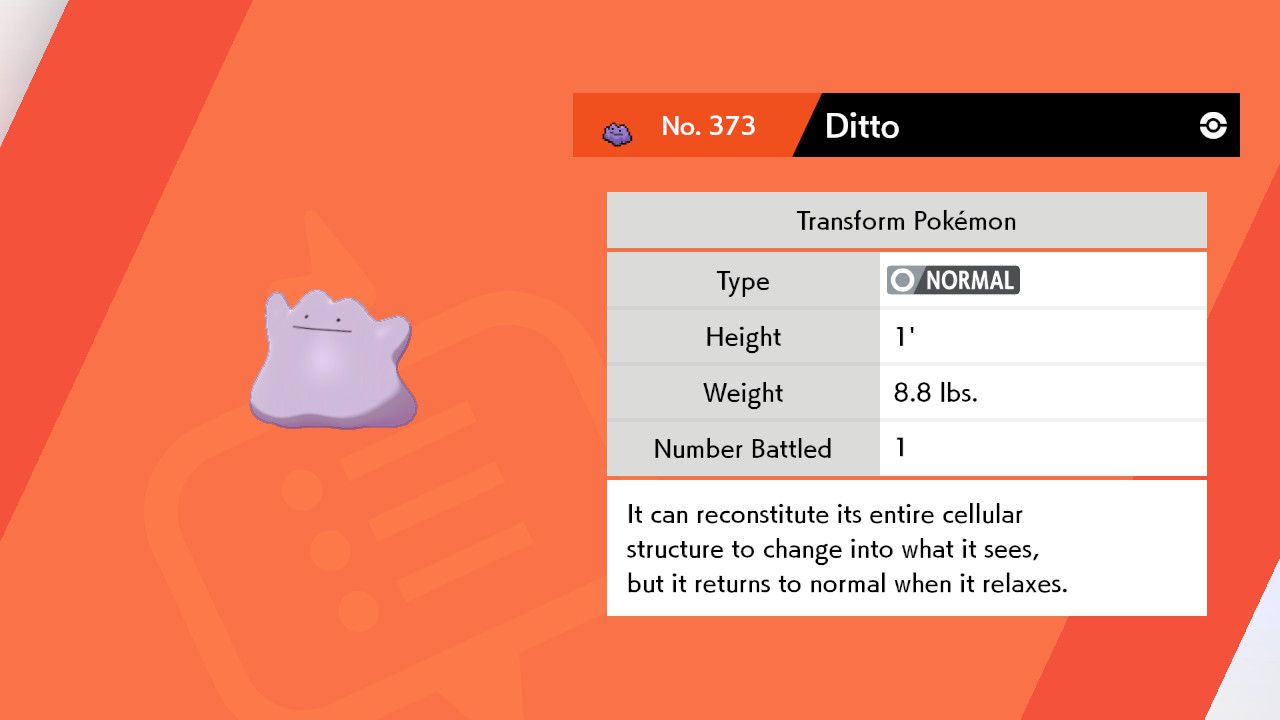 No. 373
Ditto
Transform Pokémon
Type
NORMAL
Height
1'
Weight
8.8 lbs.
Number Battled
1
It can reconstitute its entire cellular
structure to change into what it sees,
but it returns to normal when it relaxes.